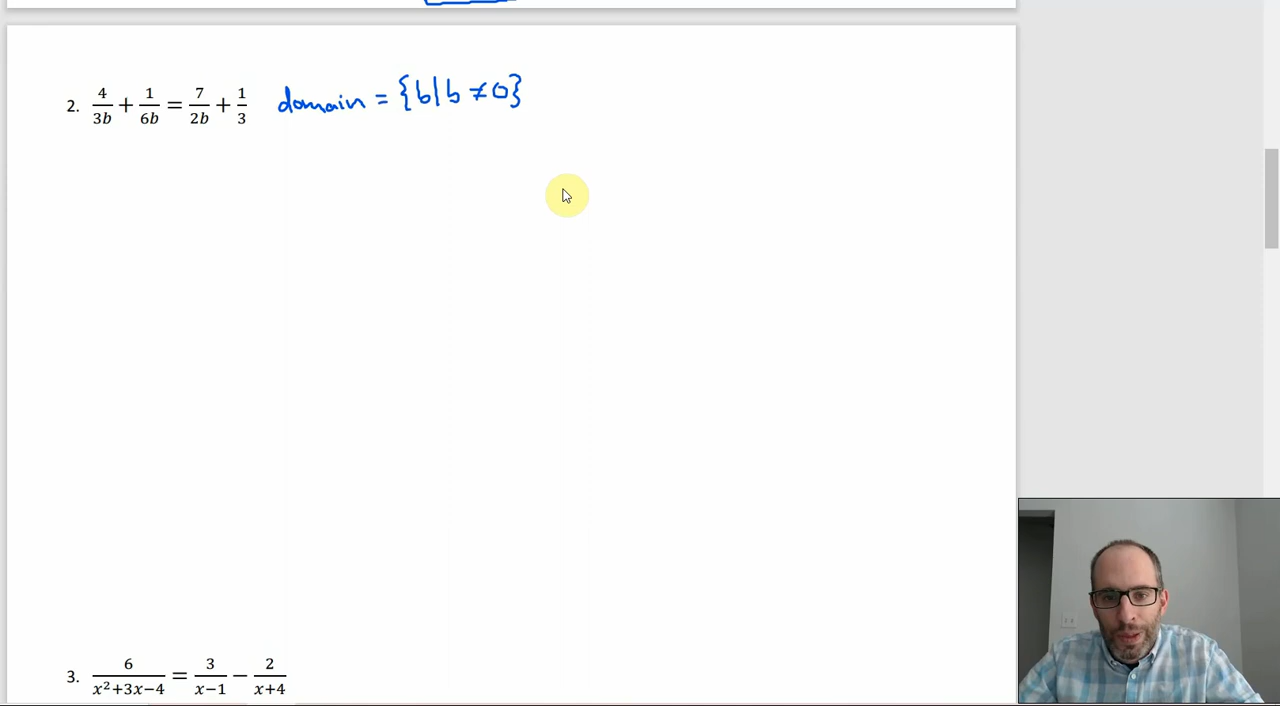 2. 4/3b + 1/6b = 7/2b + 1/3 domain = {b|b ≠ 0}
3. 6/x²+3x−4 = 3/x−1 − 2/x+4